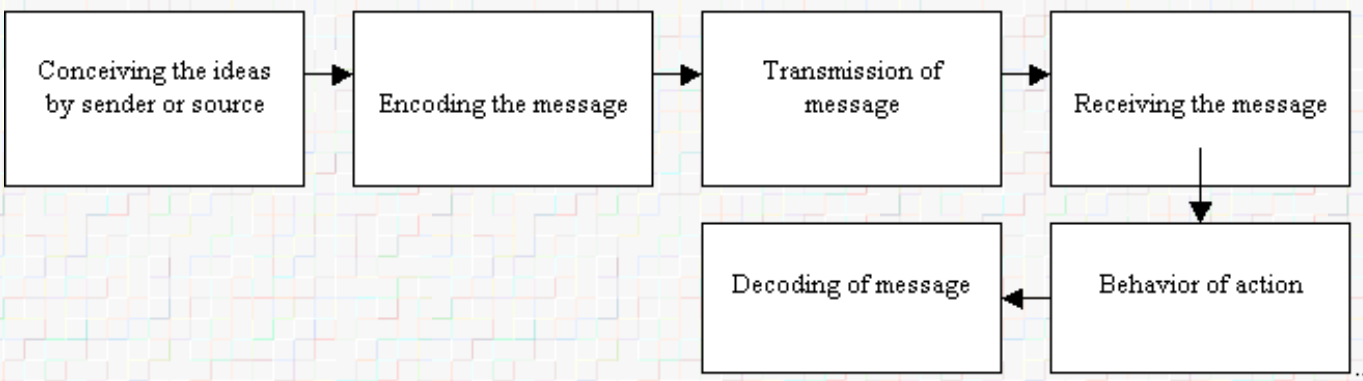 Conceiving the ideas
by sender or source
Encoding the message
Transmission of
message
Receiving the message
Behavior of action
Decoding of message